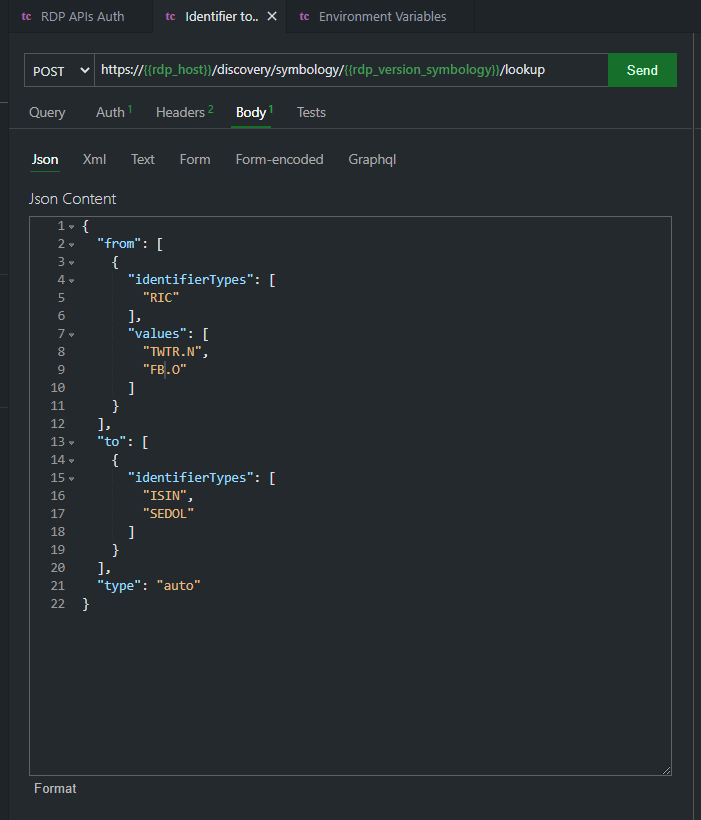 tc RDP APIs Auth tc Identifier to.. ✕ tc Environment Variables
POST https://{{rdp_host}}/discovery/symbology/{{rdp_version_symbology}}/lookup Send
Query Auth 1 Headers 2 Body 1 Tests
Json Xml Text Form Form-encoded Graphql
Json Content
1 {
2 "from": [
3 {
4 "identifierTypes": [
5 "RIC"
6 ],
7 "values": [
8 "TWTR.N",
9 "FB.O"
10 ]
11 }
12 ],
13 "to": [
14 {
15 "identifierTypes": [
16 "ISIN",
17 "SEDOL"
18 ]
19 }
20 ],
21 "type": "auto"
22 }
Format